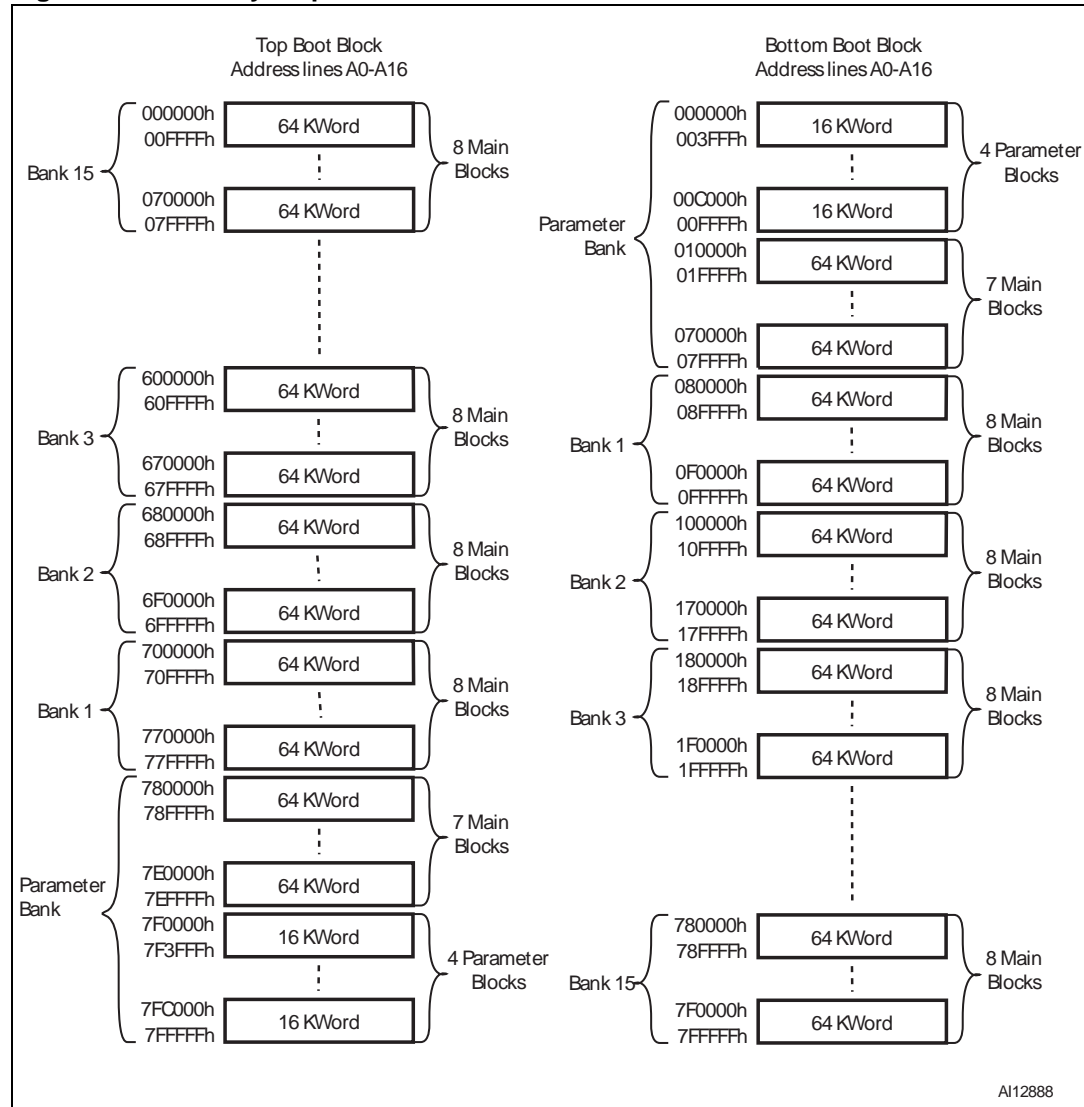 Top Boot Block
Address lines A0-A16
Bank 15
000000h
00FFFFh
64 KWord
070000h
07FFFFh
64 KWord
8 Main
Blocks
Bank 3
600000h
60FFFFh
64 KWord
670000h
67FFFFh
64 KWord
8 Main
Blocks
Bank 2
680000h
68FFFFh
64 KWord
6F0000h
6FFFFFh
64 KWord
8 Main
Blocks
Bank 1
700000h
70FFFFh
64 KWord
770000h
77FFFFh
64 KWord
8 Main
Blocks
Parameter
Bank
780000h
78FFFFh
64 KWord
7E0000h
7EFFFFh
64 KWord
7 Main
Blocks
7F0000h
7F3FFFh
16 KWord
7FC000h
7FFFFFh
16 KWord
4 Parameter
Blocks
Bottom Boot Block
Address lines A0-A16
Parameter
Bank
000000h
003FFFh
16 KWord
00C000h
00FFFFh
16 KWord
4 Parameter
Blocks
010000h
01FFFFh
64 KWord
070000h
07FFFFh
64 KWord
7 Main
Blocks
Bank 1
080000h
08FFFFh
64 KWord
0F0000h
0FFFFFh
64 KWord
8 Main
Blocks
Bank 2
100000h
10FFFFh
64 KWord
170000h
17FFFFh
64 KWord
8 Main
Blocks
Bank 3
180000h
18FFFFh
64 KWord
1F0000h
1FFFFFh
64 KWord
8 Main
Blocks
Bank 15
780000h
78FFFFh
64 KWord
7F0000h
7FFFFFh
64 KWord
8 Main
Blocks
AI12888